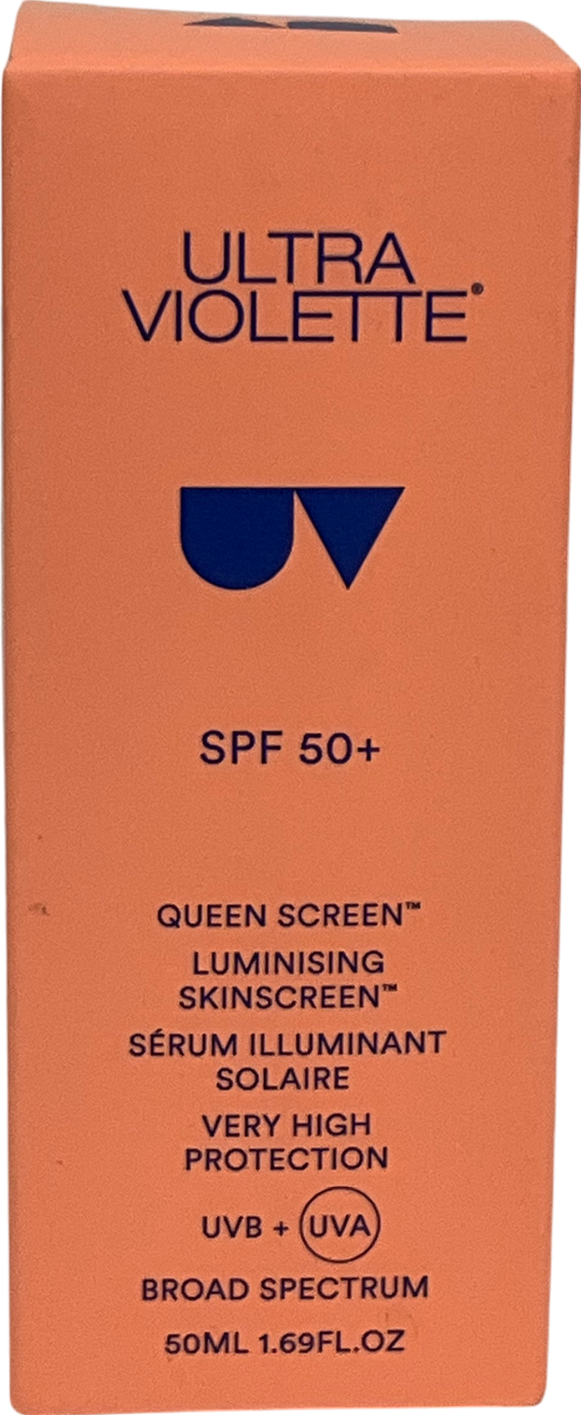 ULTRA
VIOLETTE®
UV
SPF 50+
QUEEN SCREEN™
LUMINISING
SKINSCREEN™
SÉRUM ILLUMINANT
SOLAIRE
VERY HIGH
PROTECTION
UVB + UVA
BROAD SPECTRUM
50ML 1.69FL.OZ